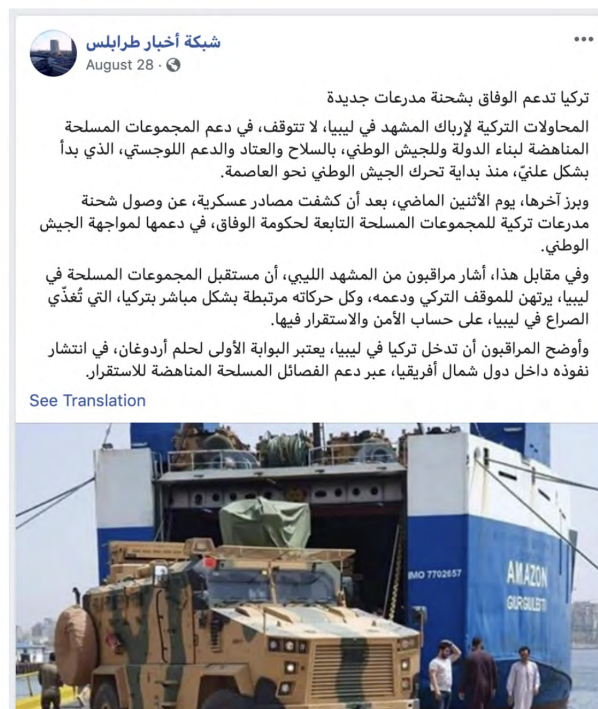 شبكة أخبار طرابلس
August 28 ·
تركيا تدعم الوفاق بشحنة مدرعات جديدة
المحاولات التركية لإرباك المشهد في ليبيا، لا تتوقف، في دعم المجموعات المسلحة
المناهضة لبناء الدولة وللجيش الوطني، بالسلاح والعتاد والدعم اللوجستي، الذي بدأ
بشكل علنيّ، منذ بداية تحرك الجيش الوطني نحو العاصمة.
وبرز آخرها، يوم الأثنين الماضي، بعد أن كشفت مصادر عسكرية، عن وصول شحنة
مدرعات تركية للمجموعات المسلحة التابعة لحكومة الوفاق، في دعمها لمواجهة الجيش
الوطني.
وفي مقابل هذا، أشار مراقبون من المشهد الليبي، أن مستقبل المجموعات المسلحة في
ليبيا، يرتهن للموقف التركي ودعمه، وكل حركاته مرتبطة بشكل مباشر بتركيا، التي تُغذّي
الصراع في ليبيا، على حساب الأمن والاستقرار فيها.
وأوضح المراقبون أن تدخل تركيا في ليبيا، يعتبر البوابة الأولى لحلم أردوغان، في انتشار
نفوذه داخل دول شمال أفريقيا، عبر دعم الفصائل المسلحة المناهضة للاستقرار.
See Translation
IMO 7702657
AMAZON
GIURGIULESTI